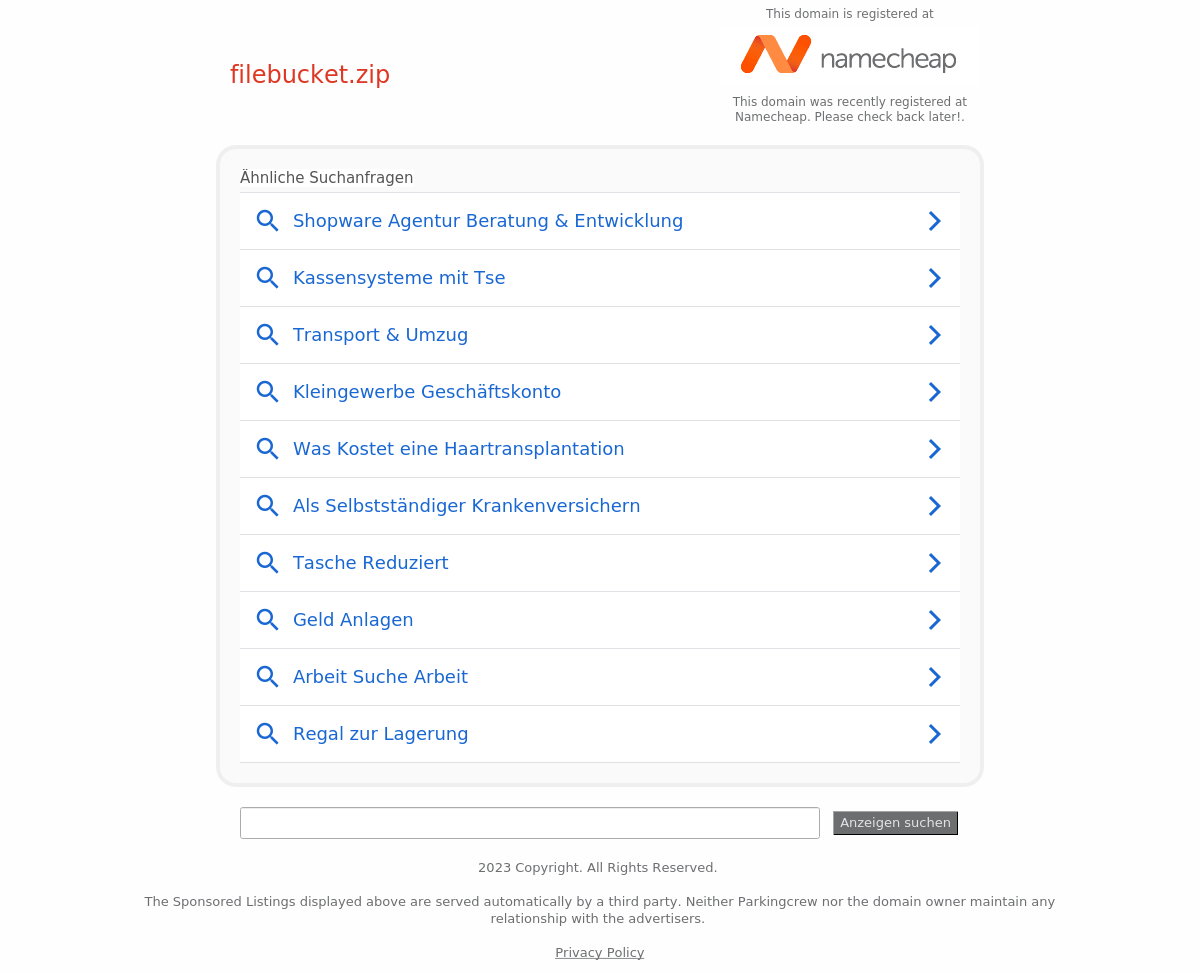 This domain is registered at
namecheap
filebucket.zip
This domain was recently registered at
Namecheap. Please check back later!.
Ähnliche Suchanfragen
Shopware Agentur Beratung & Entwicklung
Kassensysteme mit Tse
Transport & Umzug
Kleingewerbe Geschäftskonto
Was Kostet eine Haartransplantation
Als Selbstständiger Krankenversichern
Tasche Reduziert
Geld Anlagen
Arbeit Suche Arbeit
Regal zur Lagerung
Anzeigen suchen
2023 Copyright. All Rights Reserved.
The Sponsored Listings displayed above are served automatically by a third party. Neither Parkingcrew nor the domain owner maintain any
relationship with the advertisers.
Privacy Policy